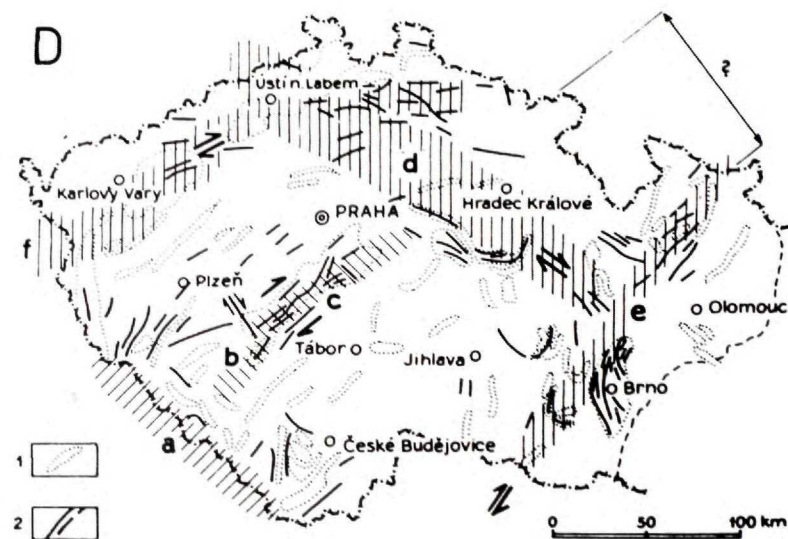 D
?
Ústí n. Labem
d
Karlovy Vary
Hradec Králové
PRAHA
f
Plzeň
c
e
Olomouc
b
Tábor
Jihlava
Brno
a
České Budějovice
1
2
0 50 100 km